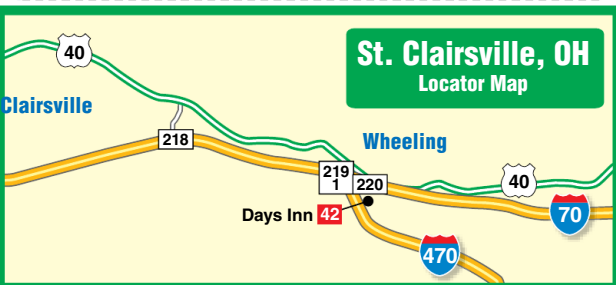 St. Clairsville, OH
Locator Map
40
Clairsville
218
Wheeling
219
1
220
40
Days Inn 42
70
470